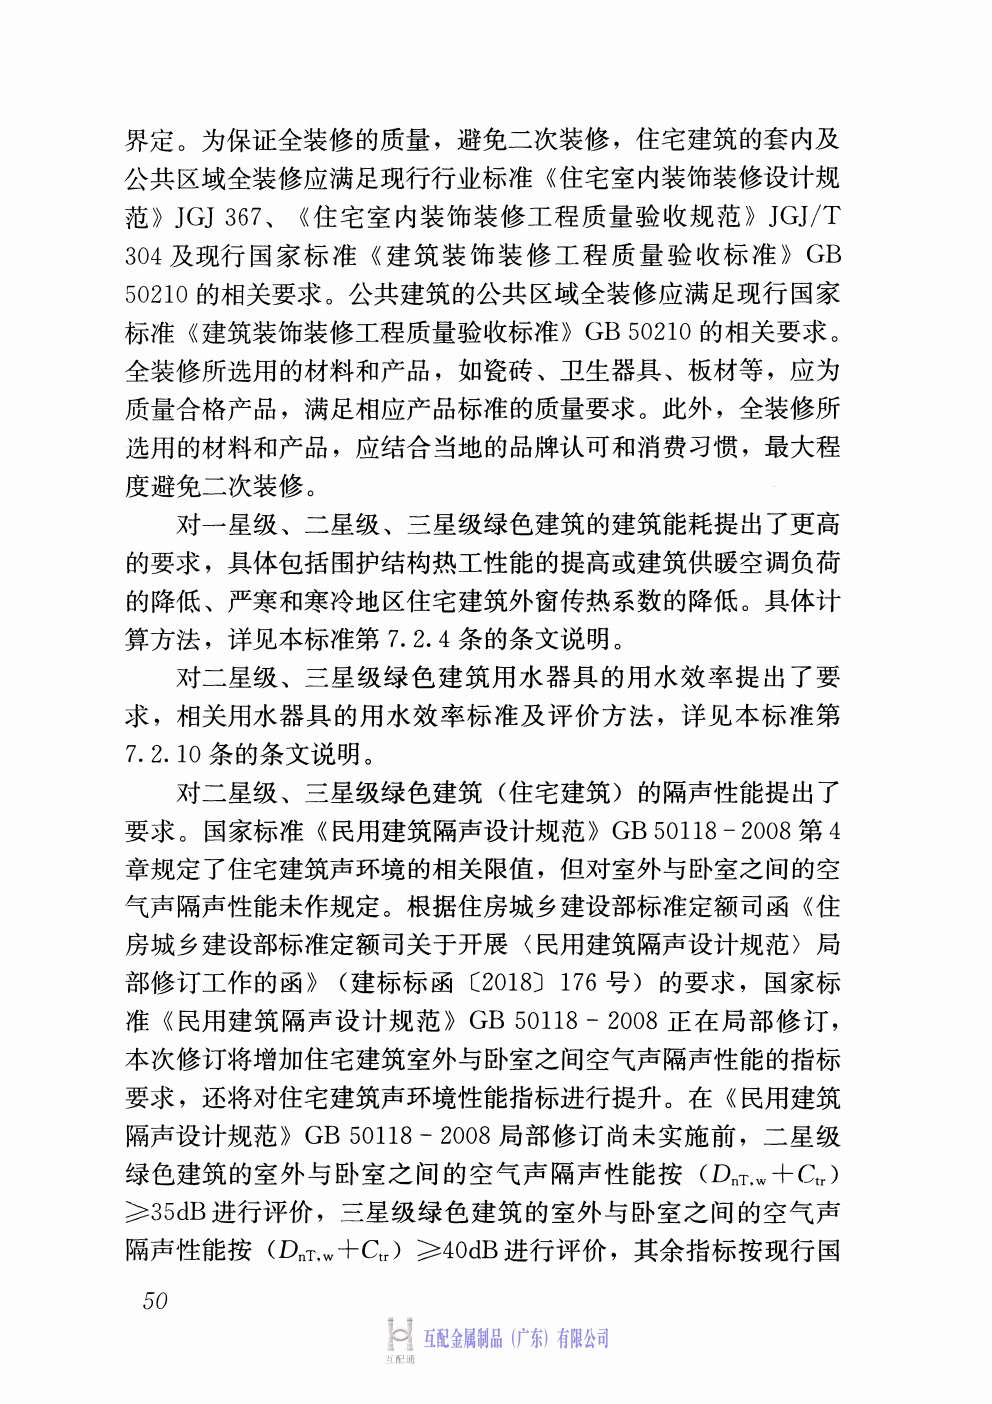 界定。为保证全装修的质量，避免二次装修，住宅建筑的套内及
公共区域全装修应满足现行行业标准《住宅室内装饰装修设计规
范》JGJ 367、《住宅室内装饰装修工程质量验收规范》JGJ/T
304 及现行国家标准《建筑装饰装修工程质量验收标准》GB
50210 的相关要求。公共建筑的公共区域全装修应满足现行国家
标准《建筑装饰装修工程质量验收标准》GB 50210 的相关要求。
全装修所选用的材料和产品，如瓷砖、卫生器具、板材等，应为
质量合格产品，满足相应产品标准的质量要求。此外，全装修所
选用的材料和产品，应结合当地的品牌认可和消费习惯，最大程
度避免二次装修。
对一星级、二星级、三星级绿色建筑的建筑能耗提出了更高
的要求，具体包括围护结构热工性能的提高或建筑供暖空调负荷
的降低、严寒和寒冷地区住宅建筑外窗传热系数的降低。具体计
算方法，详见本标准第 7.2.4 条的条文说明。
对二星级、三星级绿色建筑用水器具的用水效率提出了要
求，相关用水器具的用水效率标准及评价方法，详见本标准第
7.2.10 条的条文说明。
对二星级、三星级绿色建筑（住宅建筑）的隔声性能提出了
要求。国家标准《民用建筑隔声设计规范》GB 50118－2008 第 4
章规定了住宅建筑声环境的相关限值，但对室外与卧室之间的空
气声隔声性能未作规定。根据住房城乡建设部标准定额司函《住
房城乡建设部标准定额司关于开展〈民用建筑隔声设计规范〉局
部修订工作的函》（建标标函〔2018〕176 号）的要求，国家标
准《民用建筑隔声设计规范》GB 50118－2008 正在局部修订，
本次修订将增加住宅建筑室外与卧室之间空气声隔声性能的指标
要求，还将对住宅建筑声环境性能指标进行提升。在《民用建筑
隔声设计规范》GB 50118－2008 局部修订尚未实施前，二星级
绿色建筑的室外与卧室之间的空气声隔声性能按（DnT,w＋Ctr）
≥35dB 进行评价，三星级绿色建筑的室外与卧室之间的空气声
隔声性能按（DnT,w＋Ctr）≥40dB 进行评价，其余指标按现行国
50
互配金属制品（广东）有限公司
互配通